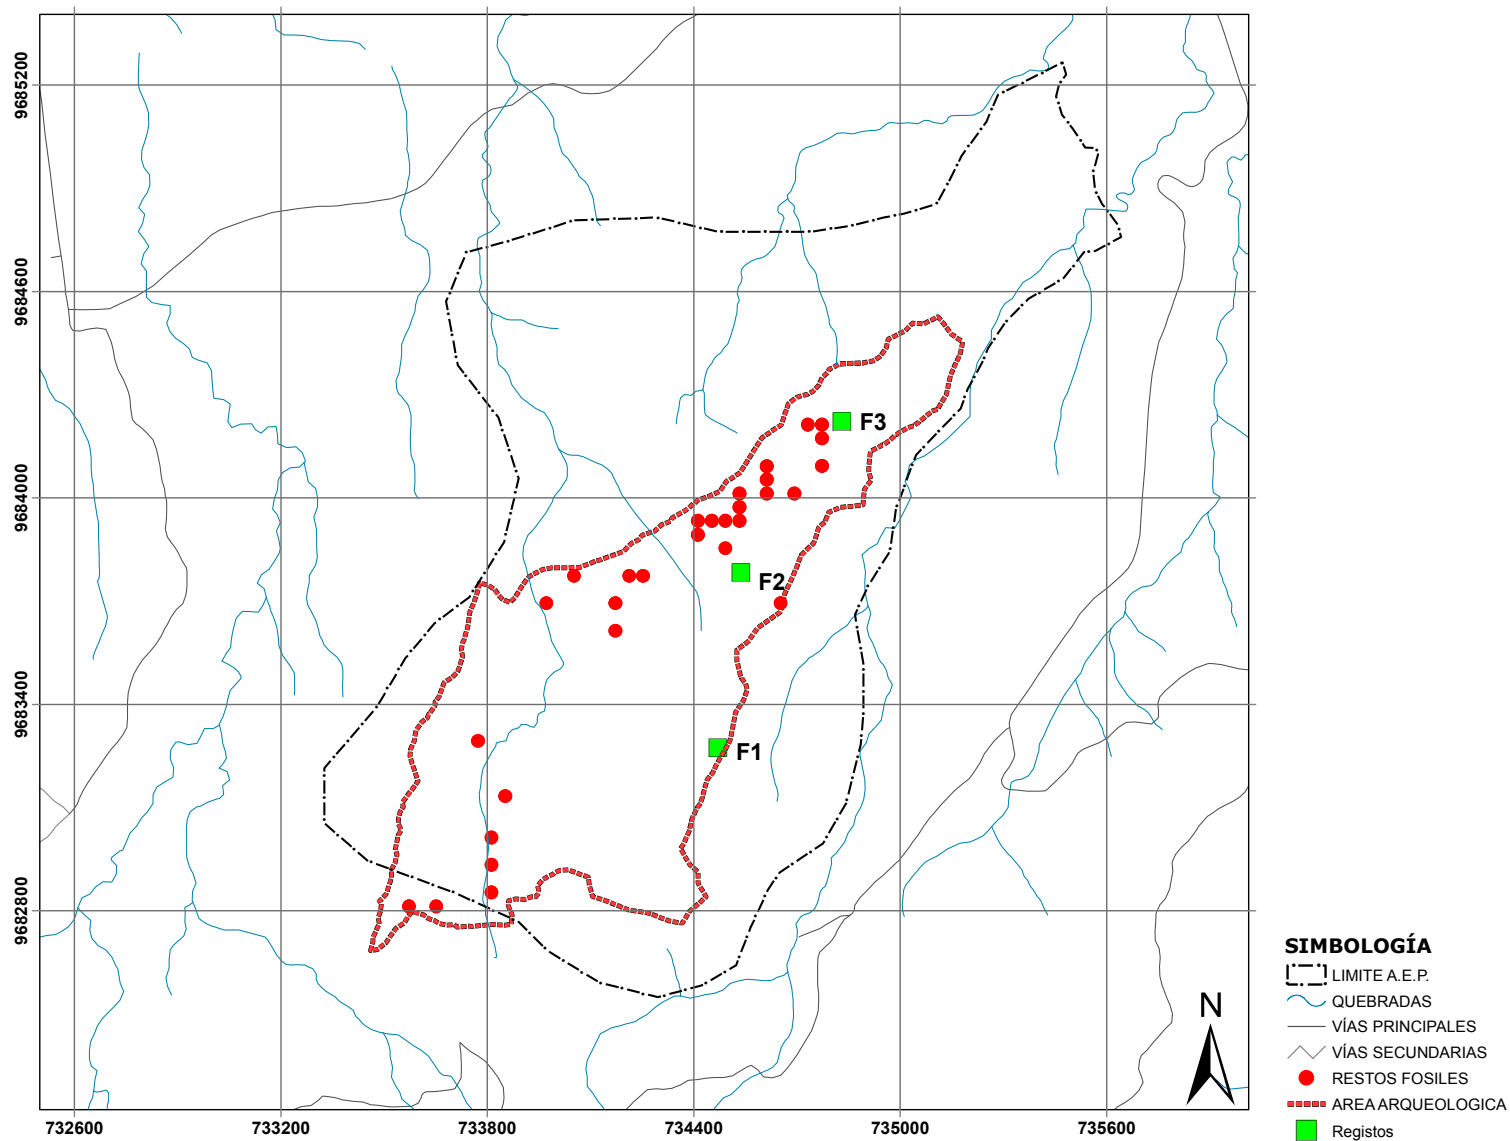 9685200
9684600
9684000
9683400
9682800
F3
F2
F1
N
732600
733200
733800
734400
735000
735600
SIMBOLOGÍA
LIMITE A.E.P.
QUEBRADAS
VÍAS PRINCIPALES
VÍAS SECUNDARIAS
RESTOS FOSILES
AREA ARQUEOLOGICA
Registos